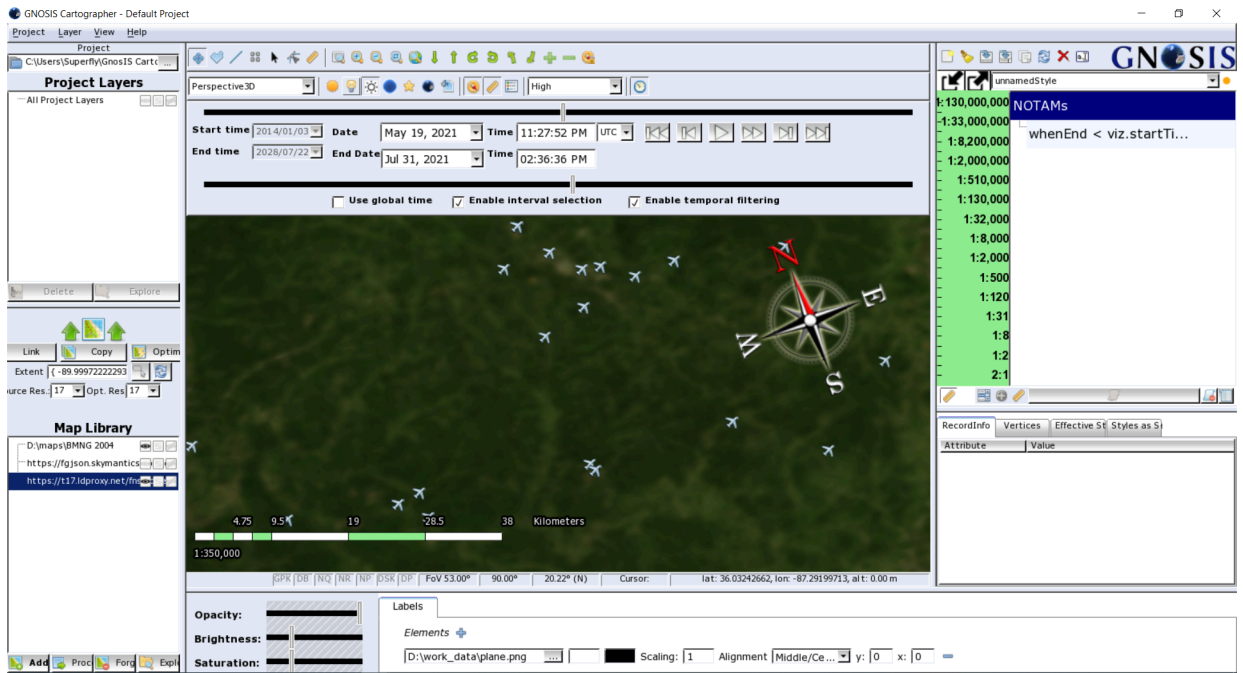 GNOSIS Cartographer - Default Project
Project Layer View Help
Project
C:\Users\Superfly\GnosIS Cartc ...
Project Layers
All Project Layers
Delete Explore
Link Copy Optim
Extent (-89.99972222293
urce Res.: 17 Opt. Res 17
Map Library
D:\maps\BMNG 2004
https://fgjson.skymantics
https://t17.ldproxy.net/fns
Add Proc Forg Explo
Perspective3D High
Start time 2014/01/03 Date May 19, 2021 Time 11:27:52 PM UTC
End time 2028/07/22 End Date Jul 31, 2021 Time 02:36:36 PM
Use global time Enable interval selection Enable temporal filtering
N
E
W
S
4.75 9.5 19 28.5 38 Kilometers
1:350,000
GPK DB NQ NR NP DSK DP FoV 53.00° 90.00° 20.22° (N) Cursor: lat: 36.03242662, lon: -87.29199713, alt: 0.00 m
Opacity:
Brightness:
Saturation:
Labels
Elements
D:\work_data\plane.png ... Scaling: 1 Alignment Middle/Ce... y: 0 x: 0
GNOSIS
unnamedStyle
1:130,000,000
1:33,000,000
1:8,200,000
1:2,000,000
1:510,000
1:130,000
1:32,000
1:8,000
1:2,000
1:500
1:120
1:31
1:8
1:2
2:1
NOTAMs
whenEnd < viz.startTi...
RecordInfo Vertices Effective St Styles as S
Attribute Value